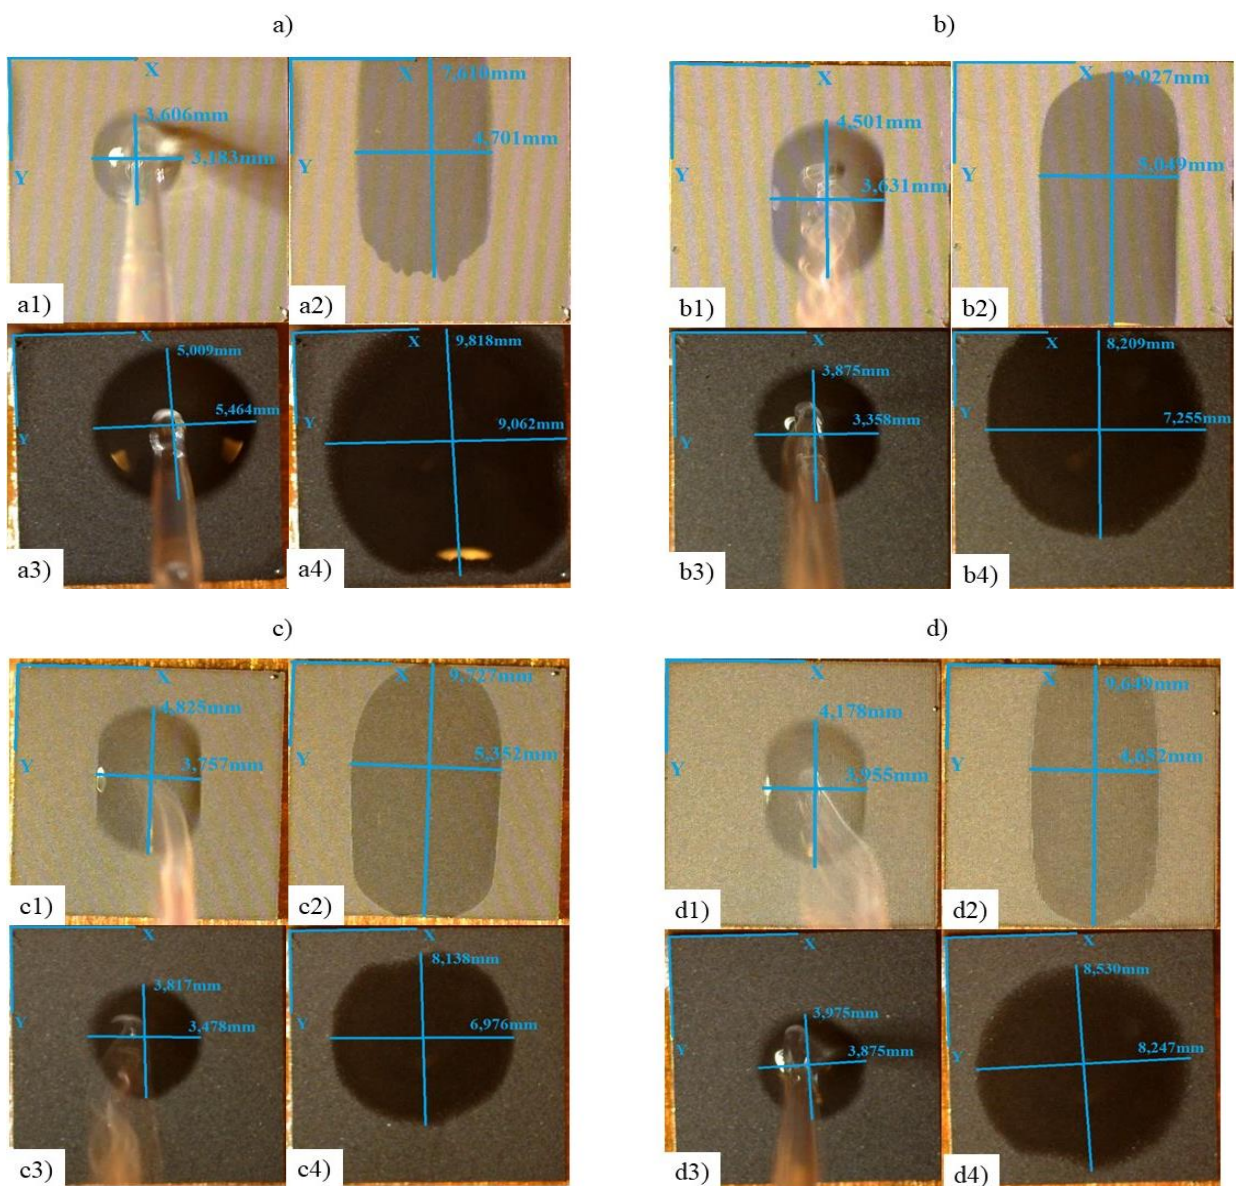 a)
X
3,606mm
3,183mm
Y
a1)
X
7,610mm
4,701mm
Y
a2)
X
5,009mm
5,464mm
Y
a3)
X
9,818mm
9,062mm
Y
a4)
b)
X
4,501mm
3,631mm
Y
b1)
X
9,927mm
5,049mm
Y
b2)
X
3,875mm
3,358mm
Y
b3)
X
8,209mm
7,255mm
Y
b4)
c)
X
4,825mm
3,757mm
Y
c1)
X
9,727mm
5,352mm
Y
c2)
X
3,817mm
3,478mm
Y
c3)
X
8,138mm
6,976mm
Y
c4)
d)
X
4,178mm
3,955mm
Y
d1)
X
9,649mm
4,652mm
Y
d2)
X
3,975mm
3,875mm
Y
d3)
X
8,530mm
8,247mm
Y
d4)